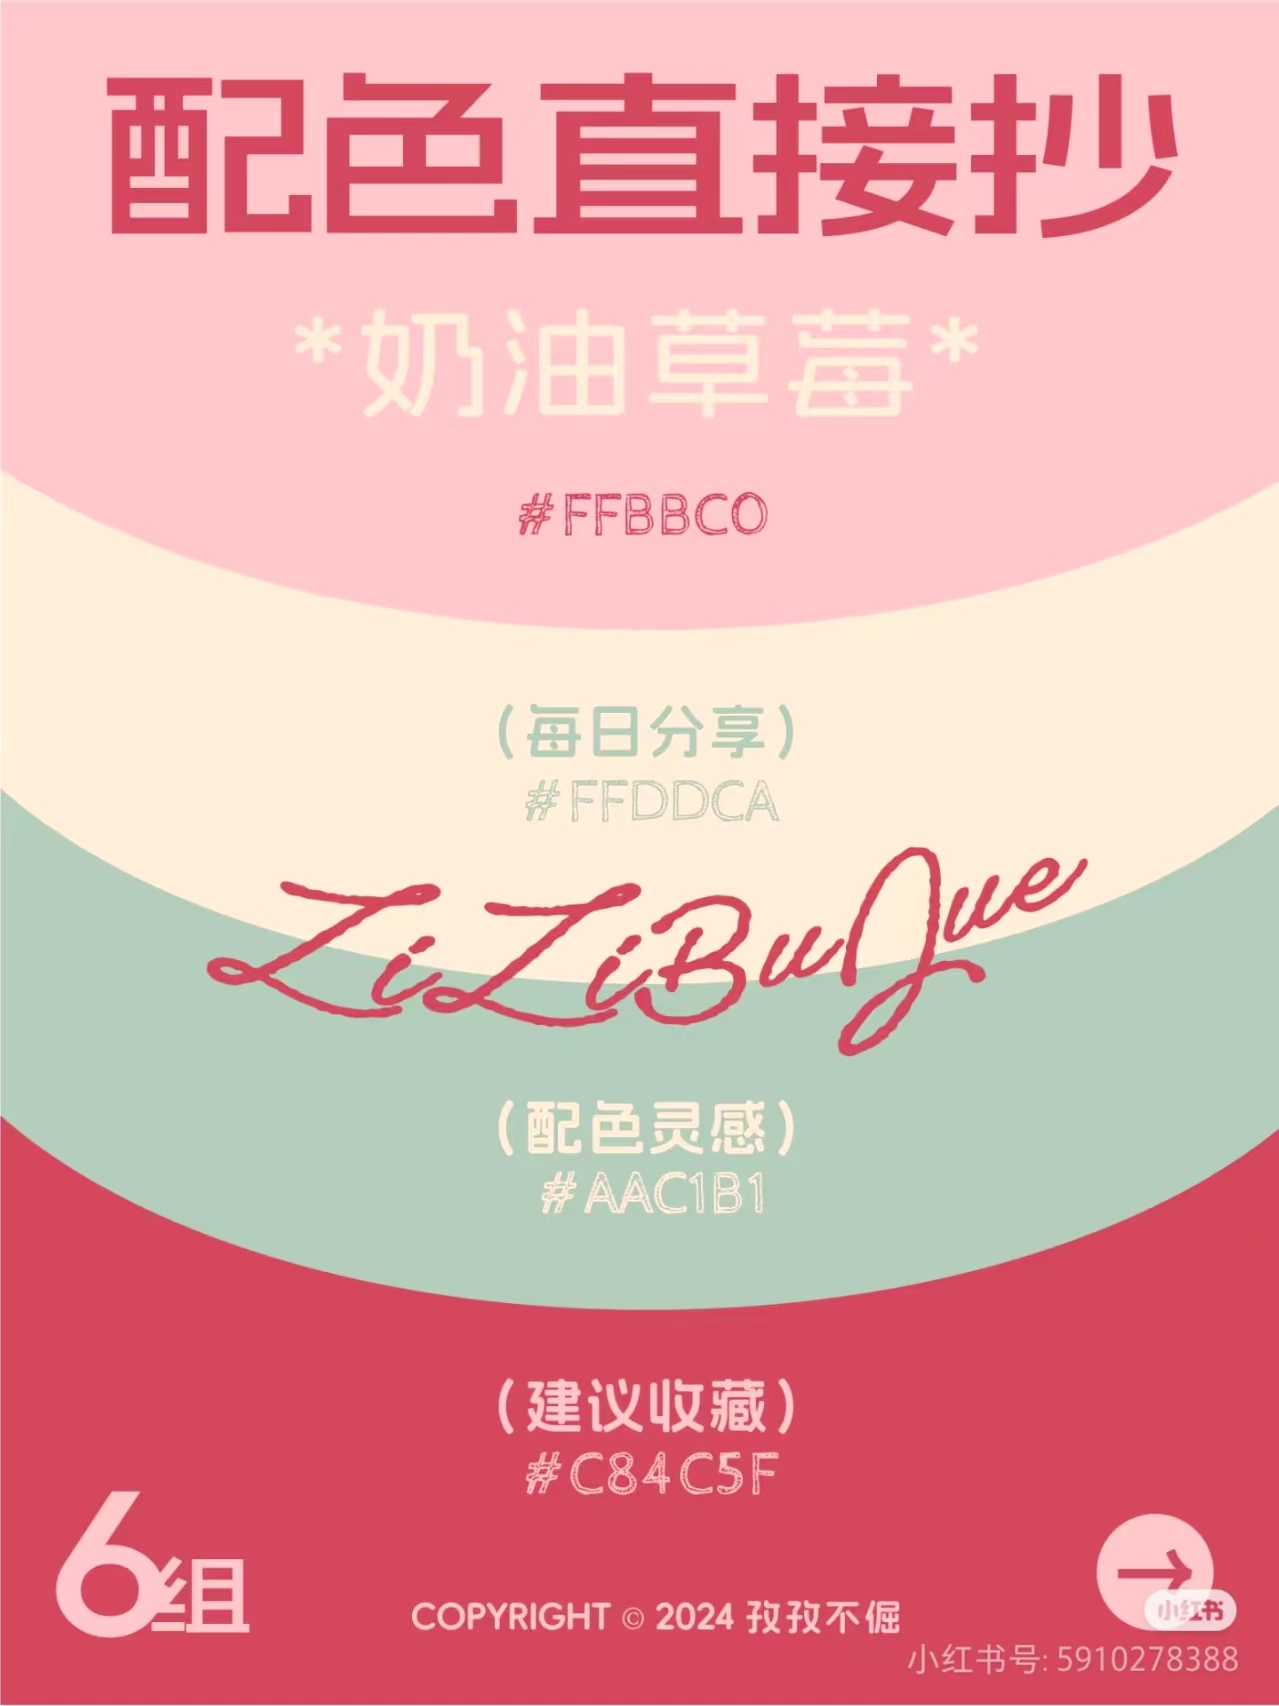 配色直接抄
*奶油草莓*
#FFBBC0
(每日分享)
#FFDDCA
ZiZiBuJue
(配色灵感)
#AAC1B1
(建议收藏)
#C84C5F
6组
COPYRIGHT © 2024 孜孜不倔
小红书
小红书号: 5910278388